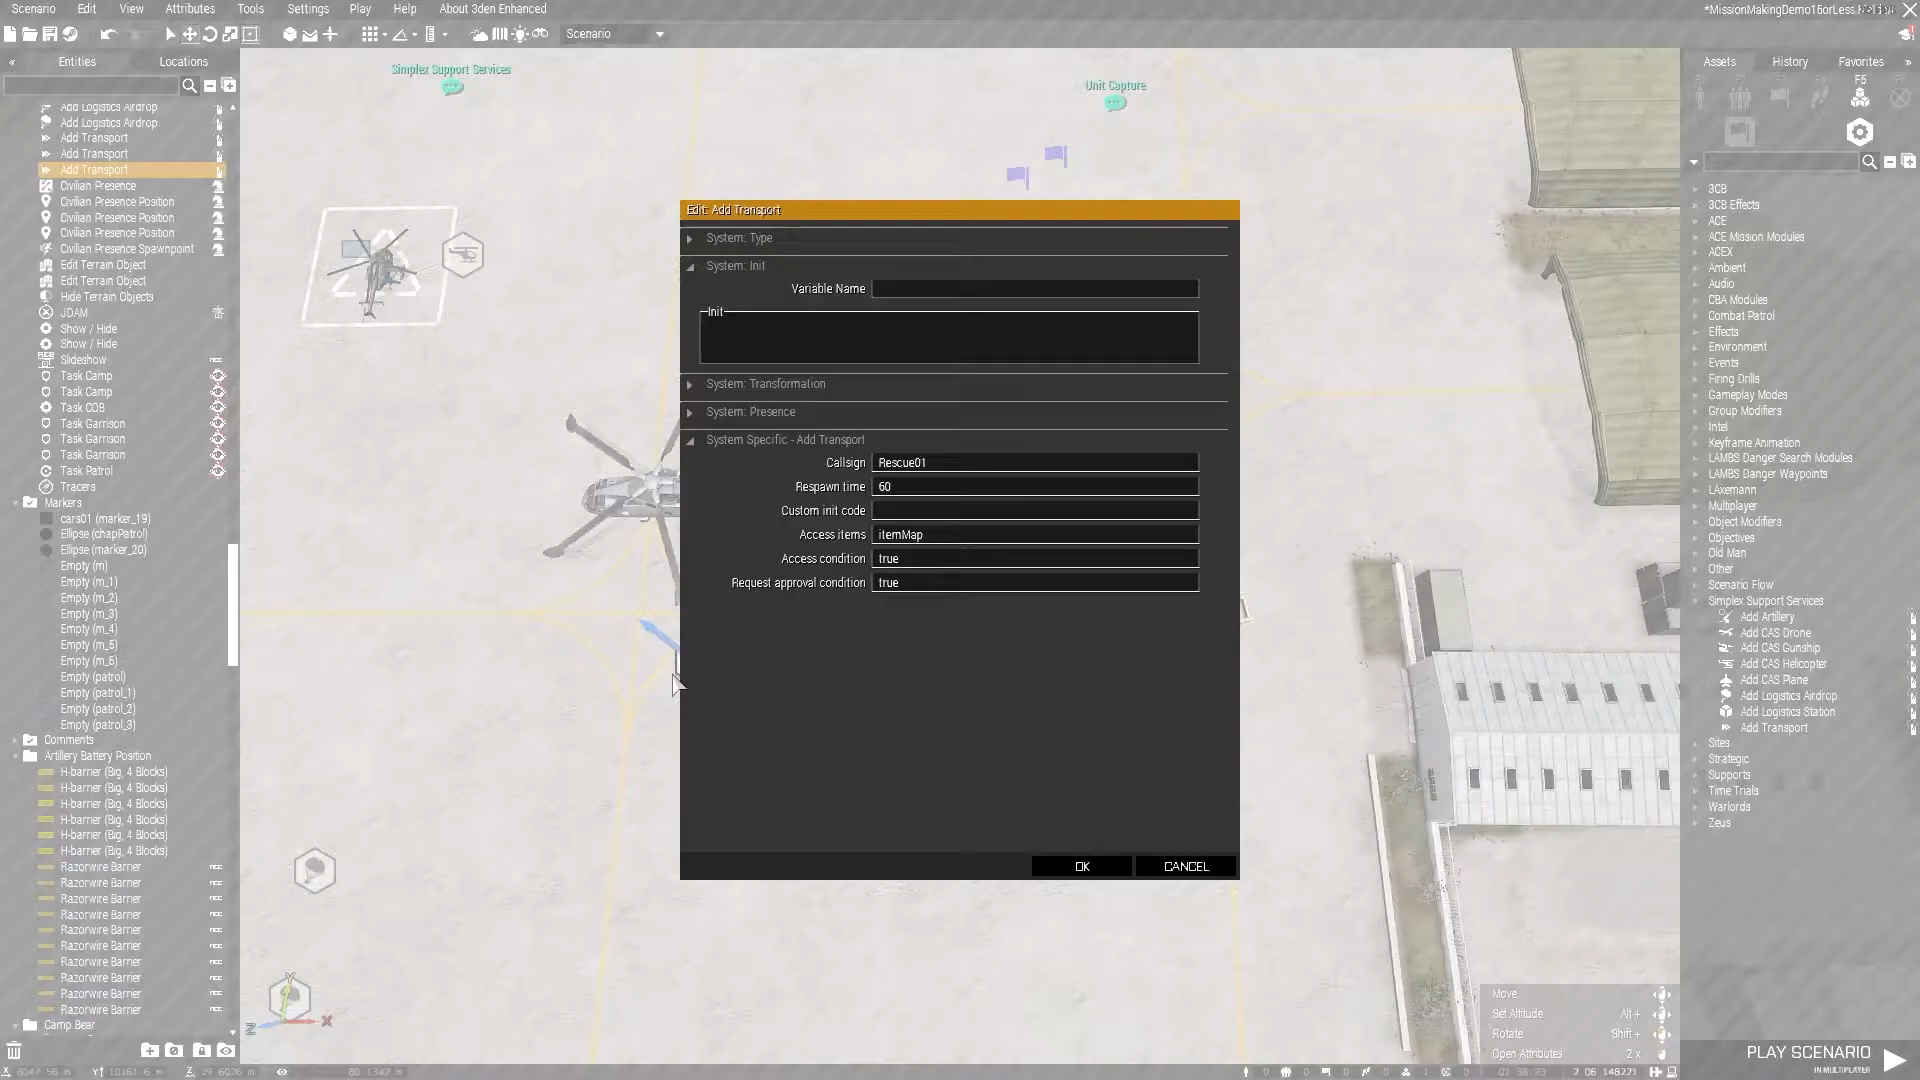 Scenario Edit View Attributes Tools Settings Play Help About 3den Enhanced
Scenario
Entities Locations
Add Logistics Airdrop
Add Logistics Airdrop
Add Transport
Add Transport
Add Transport
Civilian Presence
Civilian Presence Position
Civilian Presence Position
Civilian Presence Position
Civilian Presence Spawnpoint
Edit Terrain Object
Edit Terrain Object
Hide Terrain Objects
JDAM
Show / Hide
Show / Hide
Slideshow
Task Camp
Task Camp
Task CQB
Task Garrison
Task Garrison
Task Garrison
Task Patrol
Tracers
Markers
cars01 (marker_19)
Ellipse (chapPatrol)
Ellipse (marker_20)
Empty (m)
Empty (m_1)
Empty (m_2)
Empty (m_3)
Empty (m_4)
Empty (m_5)
Empty (m_6)
Empty (patrol)
Empty (patrol_1)
Empty (patrol_2)
Empty (patrol_3)
Comments
Artillery Battery Position
H-barrier (Big, 4 Blocks)
H-barrier (Big, 4 Blocks)
H-barrier (Big, 4 Blocks)
H-barrier (Big, 4 Blocks)
H-barrier (Big, 4 Blocks)
H-barrier (Big, 4 Blocks)
Razorwire Barrier
Razorwire Barrier
Razorwire Barrier
Razorwire Barrier
Razorwire Barrier
Razorwire Barrier
Razorwire Barrier
Razorwire Barrier
Razorwire Barrier
Razorwire Barrier
Camp Bear
Simplex Support Services
Unit Capture
Edit: Add Transport
System: Type
System: Init
Variable Name
Init
System: Transformation
System: Presence
System Specific - Add Transport
Callsign Rescue01
Respawn time 60
Custom init code
Access items itemMap
Access condition true
Request approval condition true
OK CANCEL
Y
Z X
Assets History Favorites
F5
3CB
3CB Effects
ACE
ACE Mission Modules
ACEX
Ambient
Audio
CBA Modules
Combat Patrol
Effects
Environment
Events
Firing Drills
Gameplay Modes
Group Modifiers
Intel
Keyframe Animation
LAMBS Danger Search Modules
LAMBS Danger Waypoints
LAxemann
Multiplayer
Object Modifiers
Objectives
Old Man
Other
Scenario Flow
Simplex Support Services
Add Artillery
Add CAS Drone
Add CAS Gunship
Add CAS Helicopter
Add CAS Plane
Add Logistics Airdrop
Add Logistics Station
Add Transport
Sites
Strategic
Supports
Time Trials
Warlords
Zeus
Move
Set Altitude Alt +
Rotate Shift +
Open Attributes 2 x
PLAY SCENARIO
IN MULTIPLAYER